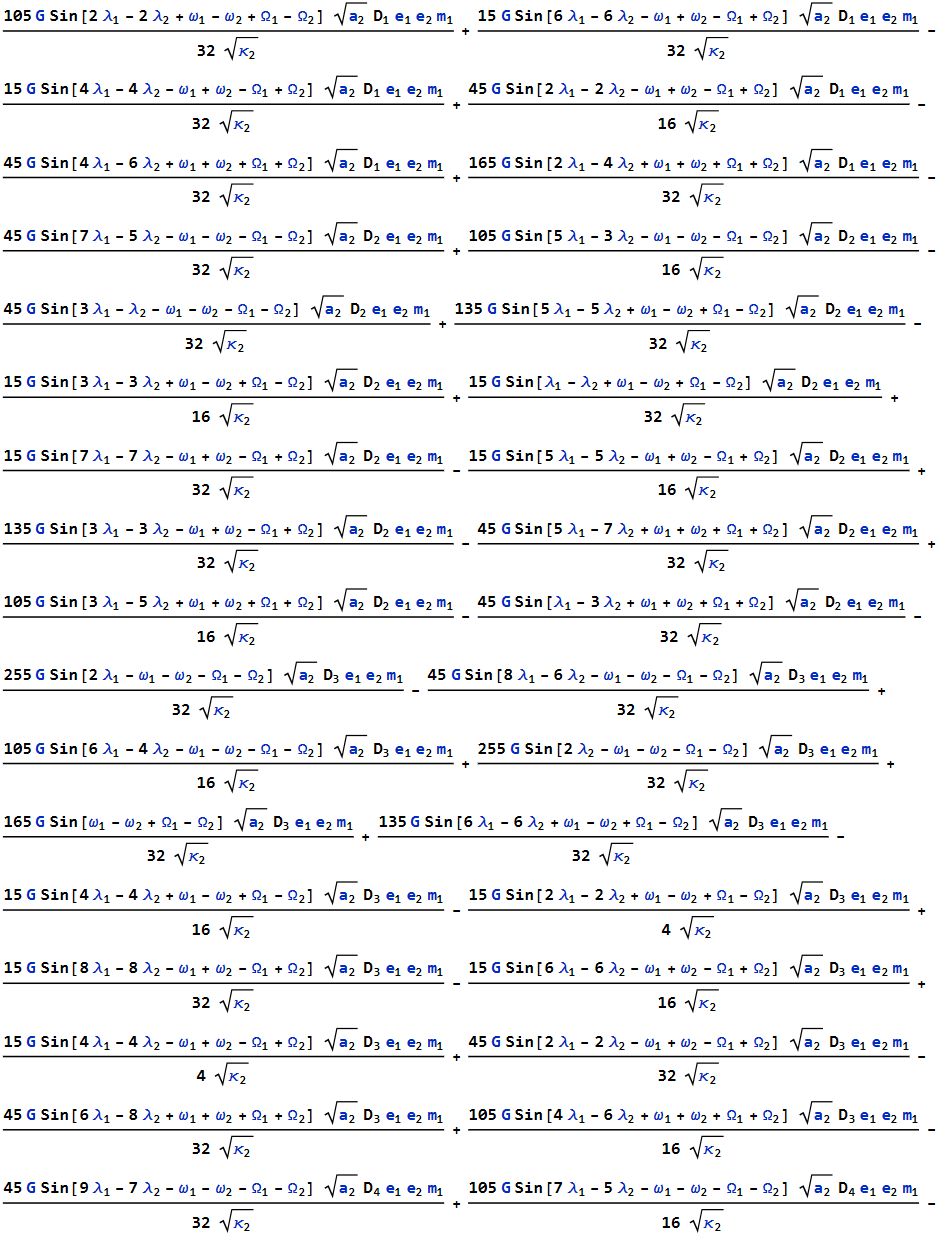 105 G Sin[2 λ₁ - 2 λ₂ + ω₁ - ω₂ + Ω₁ - Ω₂] √a₂ D₁ e₁ e₂ m₁ / 32 √κ₂ + 15 G Sin[6 λ₁ - 6 λ₂ - ω₁ + ω₂ - Ω₁ + Ω₂] √a₂ D₁ e₁ e₂ m₁ / 32 √κ₂ -
15 G Sin[4 λ₁ - 4 λ₂ - ω₁ + ω₂ - Ω₁ + Ω₂] √a₂ D₁ e₁ e₂ m₁ / 32 √κ₂ + 45 G Sin[2 λ₁ - 2 λ₂ - ω₁ + ω₂ - Ω₁ + Ω₂] √a₂ D₁ e₁ e₂ m₁ / 16 √κ₂ -
45 G Sin[4 λ₁ - 6 λ₂ + ω₁ + ω₂ + Ω₁ + Ω₂] √a₂ D₁ e₁ e₂ m₁ / 32 √κ₂ + 165 G Sin[2 λ₁ - 4 λ₂ + ω₁ + ω₂ + Ω₁ + Ω₂] √a₂ D₁ e₁ e₂ m₁ / 32 √κ₂ -
45 G Sin[7 λ₁ - 5 λ₂ - ω₁ - ω₂ - Ω₁ - Ω₂] √a₂ D₂ e₁ e₂ m₁ / 32 √κ₂ + 105 G Sin[5 λ₁ - 3 λ₂ - ω₁ - ω₂ - Ω₁ - Ω₂] √a₂ D₂ e₁ e₂ m₁ / 16 √κ₂ -
45 G Sin[3 λ₁ - λ₂ - ω₁ - ω₂ - Ω₁ - Ω₂] √a₂ D₂ e₁ e₂ m₁ / 32 √κ₂ + 135 G Sin[5 λ₁ - 5 λ₂ + ω₁ - ω₂ + Ω₁ - Ω₂] √a₂ D₂ e₁ e₂ m₁ / 32 √κ₂ -
15 G Sin[3 λ₁ - 3 λ₂ + ω₁ - ω₂ + Ω₁ - Ω₂] √a₂ D₂ e₁ e₂ m₁ / 16 √κ₂ + 15 G Sin[λ₁ - λ₂ + ω₁ - ω₂ + Ω₁ - Ω₂] √a₂ D₂ e₁ e₂ m₁ / 32 √κ₂ +
15 G Sin[7 λ₁ - 7 λ₂ - ω₁ + ω₂ - Ω₁ + Ω₂] √a₂ D₂ e₁ e₂ m₁ / 32 √κ₂ - 15 G Sin[5 λ₁ - 5 λ₂ - ω₁ + ω₂ - Ω₁ + Ω₂] √a₂ D₂ e₁ e₂ m₁ / 16 √κ₂ +
135 G Sin[3 λ₁ - 3 λ₂ - ω₁ + ω₂ - Ω₁ + Ω₂] √a₂ D₂ e₁ e₂ m₁ / 32 √κ₂ - 45 G Sin[5 λ₁ - 7 λ₂ + ω₁ + ω₂ + Ω₁ + Ω₂] √a₂ D₂ e₁ e₂ m₁ / 32 √κ₂ +
105 G Sin[3 λ₁ - 5 λ₂ + ω₁ + ω₂ + Ω₁ + Ω₂] √a₂ D₂ e₁ e₂ m₁ / 16 √κ₂ - 45 G Sin[λ₁ - 3 λ₂ + ω₁ + ω₂ + Ω₁ + Ω₂] √a₂ D₂ e₁ e₂ m₁ / 32 √κ₂ -
255 G Sin[2 λ₁ - ω₁ - ω₂ - Ω₁ - Ω₂] √a₂ D₃ e₁ e₂ m₁ / 32 √κ₂ - 45 G Sin[8 λ₁ - 6 λ₂ - ω₁ - ω₂ - Ω₁ - Ω₂] √a₂ D₃ e₁ e₂ m₁ / 32 √κ₂ +
105 G Sin[6 λ₁ - 4 λ₂ - ω₁ - ω₂ - Ω₁ - Ω₂] √a₂ D₃ e₁ e₂ m₁ / 16 √κ₂ + 255 G Sin[2 λ₂ - ω₁ - ω₂ - Ω₁ - Ω₂] √a₂ D₃ e₁ e₂ m₁ / 32 √κ₂ +
165 G Sin[ω₁ - ω₂ + Ω₁ - Ω₂] √a₂ D₃ e₁ e₂ m₁ / 32 √κ₂ + 135 G Sin[6 λ₁ - 6 λ₂ + ω₁ - ω₂ + Ω₁ - Ω₂] √a₂ D₃ e₁ e₂ m₁ / 32 √κ₂ -
15 G Sin[4 λ₁ - 4 λ₂ + ω₁ - ω₂ + Ω₁ - Ω₂] √a₂ D₃ e₁ e₂ m₁ / 16 √κ₂ - 15 G Sin[2 λ₁ - 2 λ₂ + ω₁ - ω₂ + Ω₁ - Ω₂] √a₂ D₃ e₁ e₂ m₁ / 4 √κ₂ +
15 G Sin[8 λ₁ - 8 λ₂ - ω₁ + ω₂ - Ω₁ + Ω₂] √a₂ D₃ e₁ e₂ m₁ / 32 √κ₂ - 15 G Sin[6 λ₁ - 6 λ₂ - ω₁ + ω₂ - Ω₁ + Ω₂] √a₂ D₃ e₁ e₂ m₁ / 16 √κ₂ +
15 G Sin[4 λ₁ - 4 λ₂ - ω₁ + ω₂ - Ω₁ + Ω₂] √a₂ D₃ e₁ e₂ m₁ / 4 √κ₂ + 45 G Sin[2 λ₁ - 2 λ₂ - ω₁ + ω₂ - Ω₁ + Ω₂] √a₂ D₃ e₁ e₂ m₁ / 32 √κ₂ -
45 G Sin[6 λ₁ - 8 λ₂ + ω₁ + ω₂ + Ω₁ + Ω₂] √a₂ D₃ e₁ e₂ m₁ / 32 √κ₂ + 105 G Sin[4 λ₁ - 6 λ₂ + ω₁ + ω₂ + Ω₁ + Ω₂] √a₂ D₃ e₁ e₂ m₁ / 16 √κ₂ -
45 G Sin[9 λ₁ - 7 λ₂ - ω₁ - ω₂ - Ω₁ - Ω₂] √a₂ D₄ e₁ e₂ m₁ / 32 √κ₂ + 105 G Sin[7 λ₁ - 5 λ₂ - ω₁ - ω₂ - Ω₁ - Ω₂] √a₂ D₄ e₁ e₂ m₁ / 16 √κ₂ -